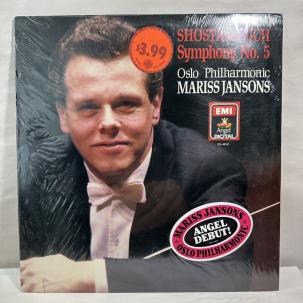 SHOSTAKOVICH
Symphony No. 5
$3.99
Oslo Philharmonic
MARISS JANSONS
EMI
Angel
DIGITAL
MARISS JANSONS
ANGEL
DEBUT!
OSLO PHILHARMONIC